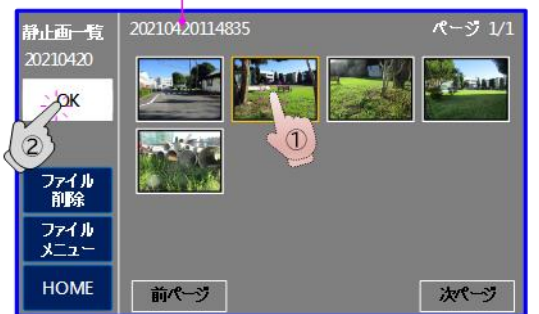 静止画一覧
20210420
20210420114835
ページ 1/1
OK
①
②
ファイル
削除
ファイル
メニュー
HOME
前ページ
次ページ